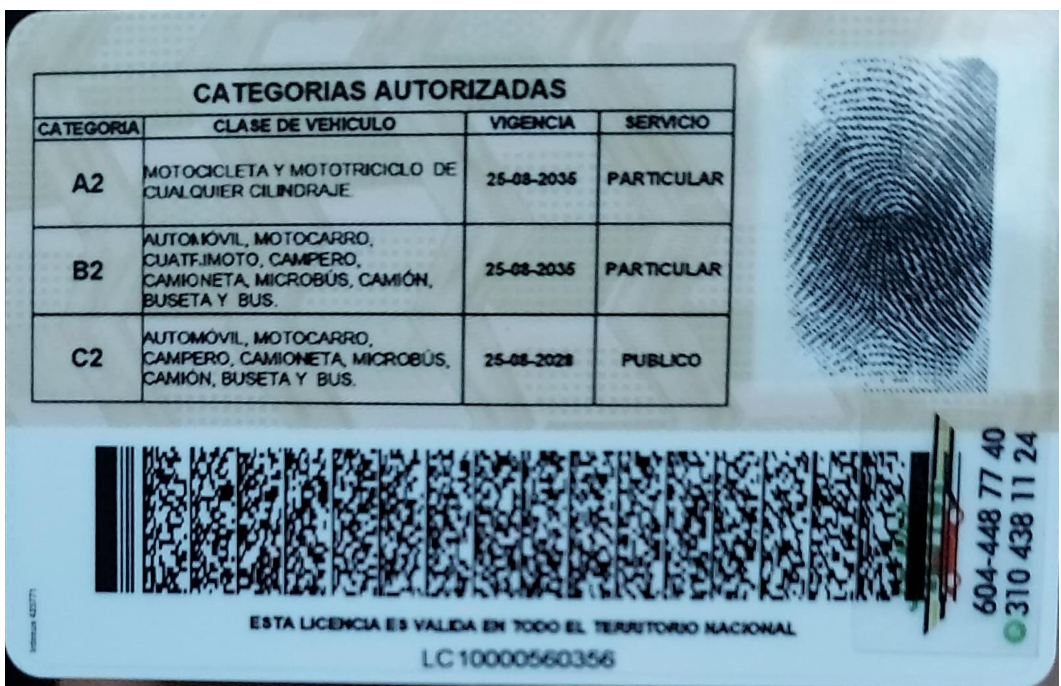 CATEGORIAS AUTORIZADAS
CATEGORIA CLASE DE VEHICULO VIGENCIA SERVICIO
A2 MOTOCICLETA Y MOTOTRICICLO DE CUALQUIER CILINDRAJE 25-08-2035 PARTICULAR
B2 AUTOMÓVIL, MOTOCARRO, CUATRIMOTO, CAMPERO, CAMIONETA, MICROBÚS, CAMIÓN, BUSETA Y BUS. 25-08-2035 PARTICULAR
C2 AUTOMÓVIL, MOTOCARRO, CAMPERO, CAMIONETA, MICROBÚS, CAMIÓN, BUSETA Y BUS. 25-08-2028 PUBLICO
604-448 77 40
310 438 11 24
ESTA LICENCIA ES VALIDA EN TODO EL TERRITORIO NACIONAL
LC10000560356